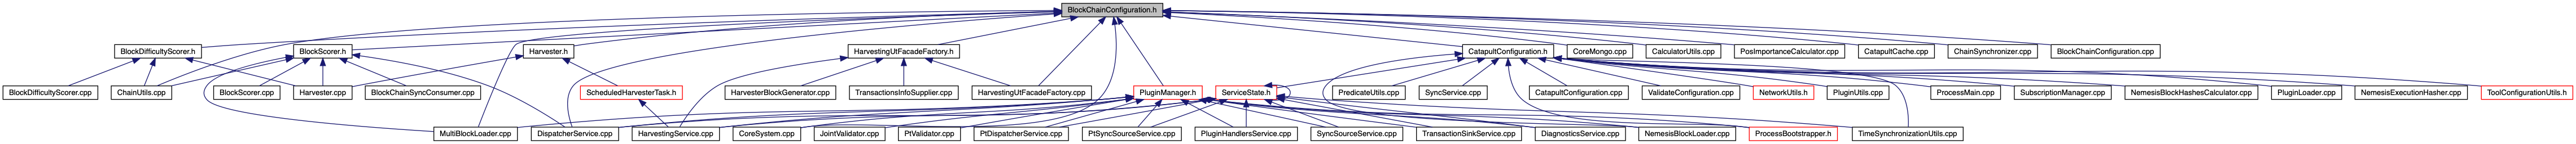 BlockChainConfiguration.h
BlockDifficultyScorer.h
BlockScorer.h
Harvester.h
HarvestingUtFacadeFactory.h
CatapultConfiguration.h
CoreMongo.cpp
CalculatorUtils.cpp
PosImportanceCalculator.cpp
CatapultCache.cpp
ChainSynchronizer.cpp
BlockChainConfiguration.cpp
BlockDifficultyScorer.cpp
ChainUtils.cpp
BlockScorer.cpp
Harvester.cpp
BlockChainSyncConsumer.cpp
ScheduledHarvesterTask.h
HarvesterBlockGenerator.cpp
TransactionsInfoSupplier.cpp
HarvestingUtFacadeFactory.cpp
PluginManager.h
ServiceState.h
PredicateUtils.cpp
SyncService.cpp
CatapultConfiguration.cpp
ValidateConfiguration.cpp
NetworkUtils.h
PluginUtils.cpp
ProcessMain.cpp
SubscriptionManager.cpp
NemesisBlockHashesCalculator.cpp
PluginLoader.cpp
NemesisExecutionHasher.cpp
ToolConfigurationUtils.h
MultiBlockLoader.cpp
DispatcherService.cpp
HarvestingService.cpp
CoreSystem.cpp
JointValidator.cpp
PtValidator.cpp
PtDispatcherService.cpp
PtSyncSourceService.cpp
PluginHandlersService.cpp
SyncSourceService.cpp
TransactionSinkService.cpp
DiagnosticsService.cpp
NemesisBlockLoader.cpp
ProcessBootstrapper.h
TimeSynchronizationUtils.cpp